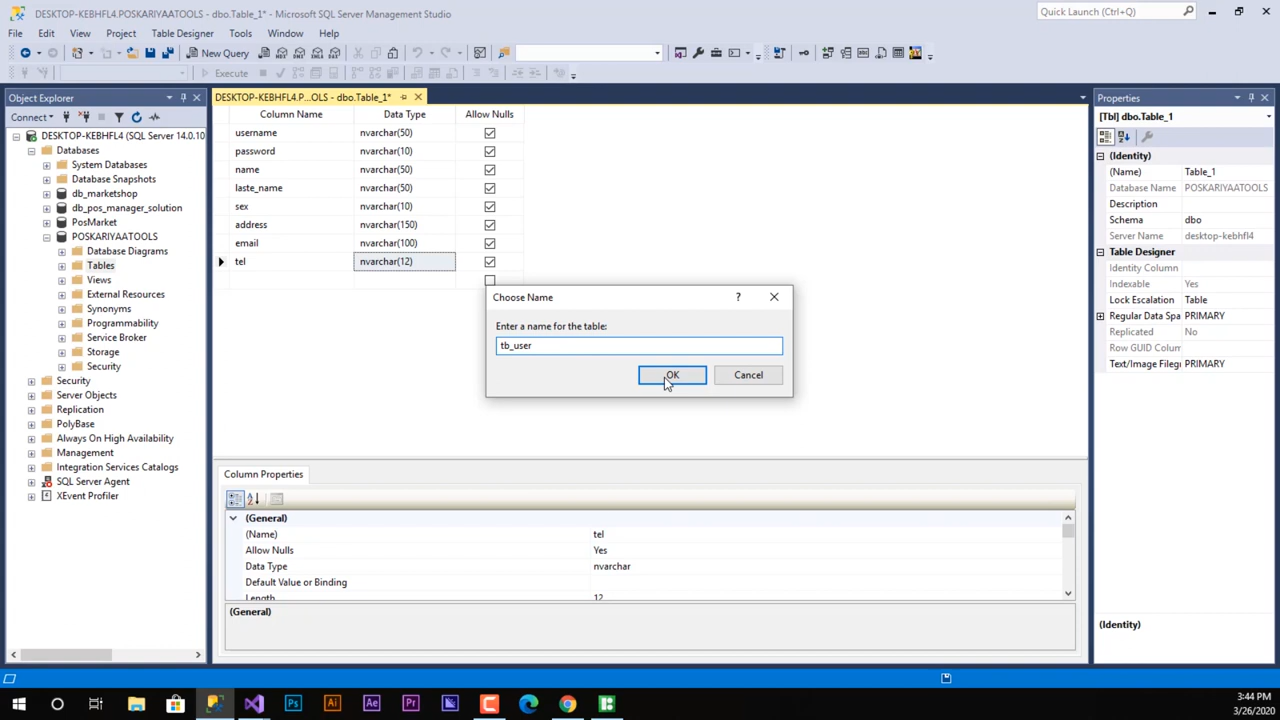 DESKTOP-KEBHFL4.POSKARIYAATOOLS - dbo.Table_1* - Microsoft SQL Server Management Studio
Quick Launch (Ctrl+Q)
File Edit View Project Table Designer Tools Window Help
New Query
Execute
Object Explorer
Connect
DESKTOP-KEBHFL4 (SQL Server 14.0.10
Databases
System Databases
Database Snapshots
db_marketshop
db_pos_manager_solution
PosMarket
POSKARIYAATOOLS
Database Diagrams
Tables
Views
External Resources
Synonyms
Programmability
Service Broker
Storage
Security
Security
Server Objects
Replication
PolyBase
Always On High Availability
Management
Integration Services Catalogs
SQL Server Agent
XEvent Profiler
DESKTOP-KEBHFL4.P...OLS - dbo.Table_1*
Column Name Data Type Allow Nulls
username nvarchar(50)
password nvarchar(10)
name nvarchar(50)
laste_name nvarchar(50)
sex nvarchar(10)
address nvarchar(150)
email nvarchar(100)
tel nvarchar(12)
Choose Name
?
Enter a name for the table:
tb_user
OK Cancel
Column Properties
(General)
(Name) tel
Allow Nulls Yes
Data Type nvarchar
Default Value or Binding
Length 12
(General)
Properties
[Tbl] dbo.Table_1
(Identity)
(Name) Table_1
Database Name POSKARIYAATOOLS
Description
Schema dbo
Server Name desktop-kebhfl4
Table Designer
Identity Column
Indexable Yes
Lock Escalation Table
Regular Data Spa PRIMARY
Replicated No
Row GUID Colum
Text/Image Fileg PRIMARY
(Identity)
Ps Ai Ae Pr
3:44 PM
3/26/2020